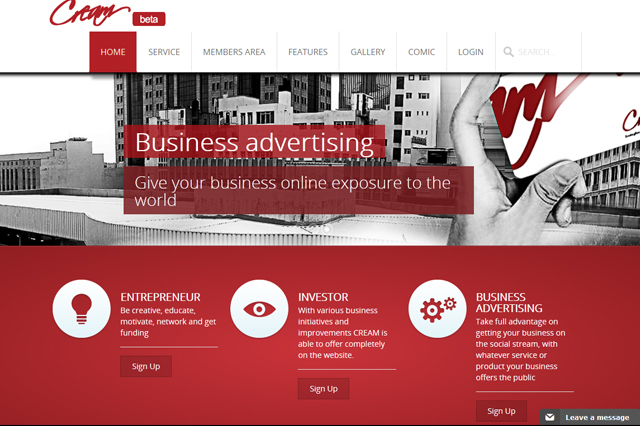 Cream
beta
HOME SERVICE MEMBERS AREA FEATURES GALLERY COMIC LOGIN SEARCH...
Business advertising
Give your business online exposure to the
world
ENTREPRENEUR
Be creative, educate,
motivate, network and get
funding
Sign Up
INVESTOR
With various business
initiatives and
improvements CREAM is
able to offer completely
on the website.
Sign Up
BUSINESS
ADVERTISING
Take full advantage on
getting your business on
the social stream, with
whatever service or
product your business
offers the public
Sign Up
Leave a message